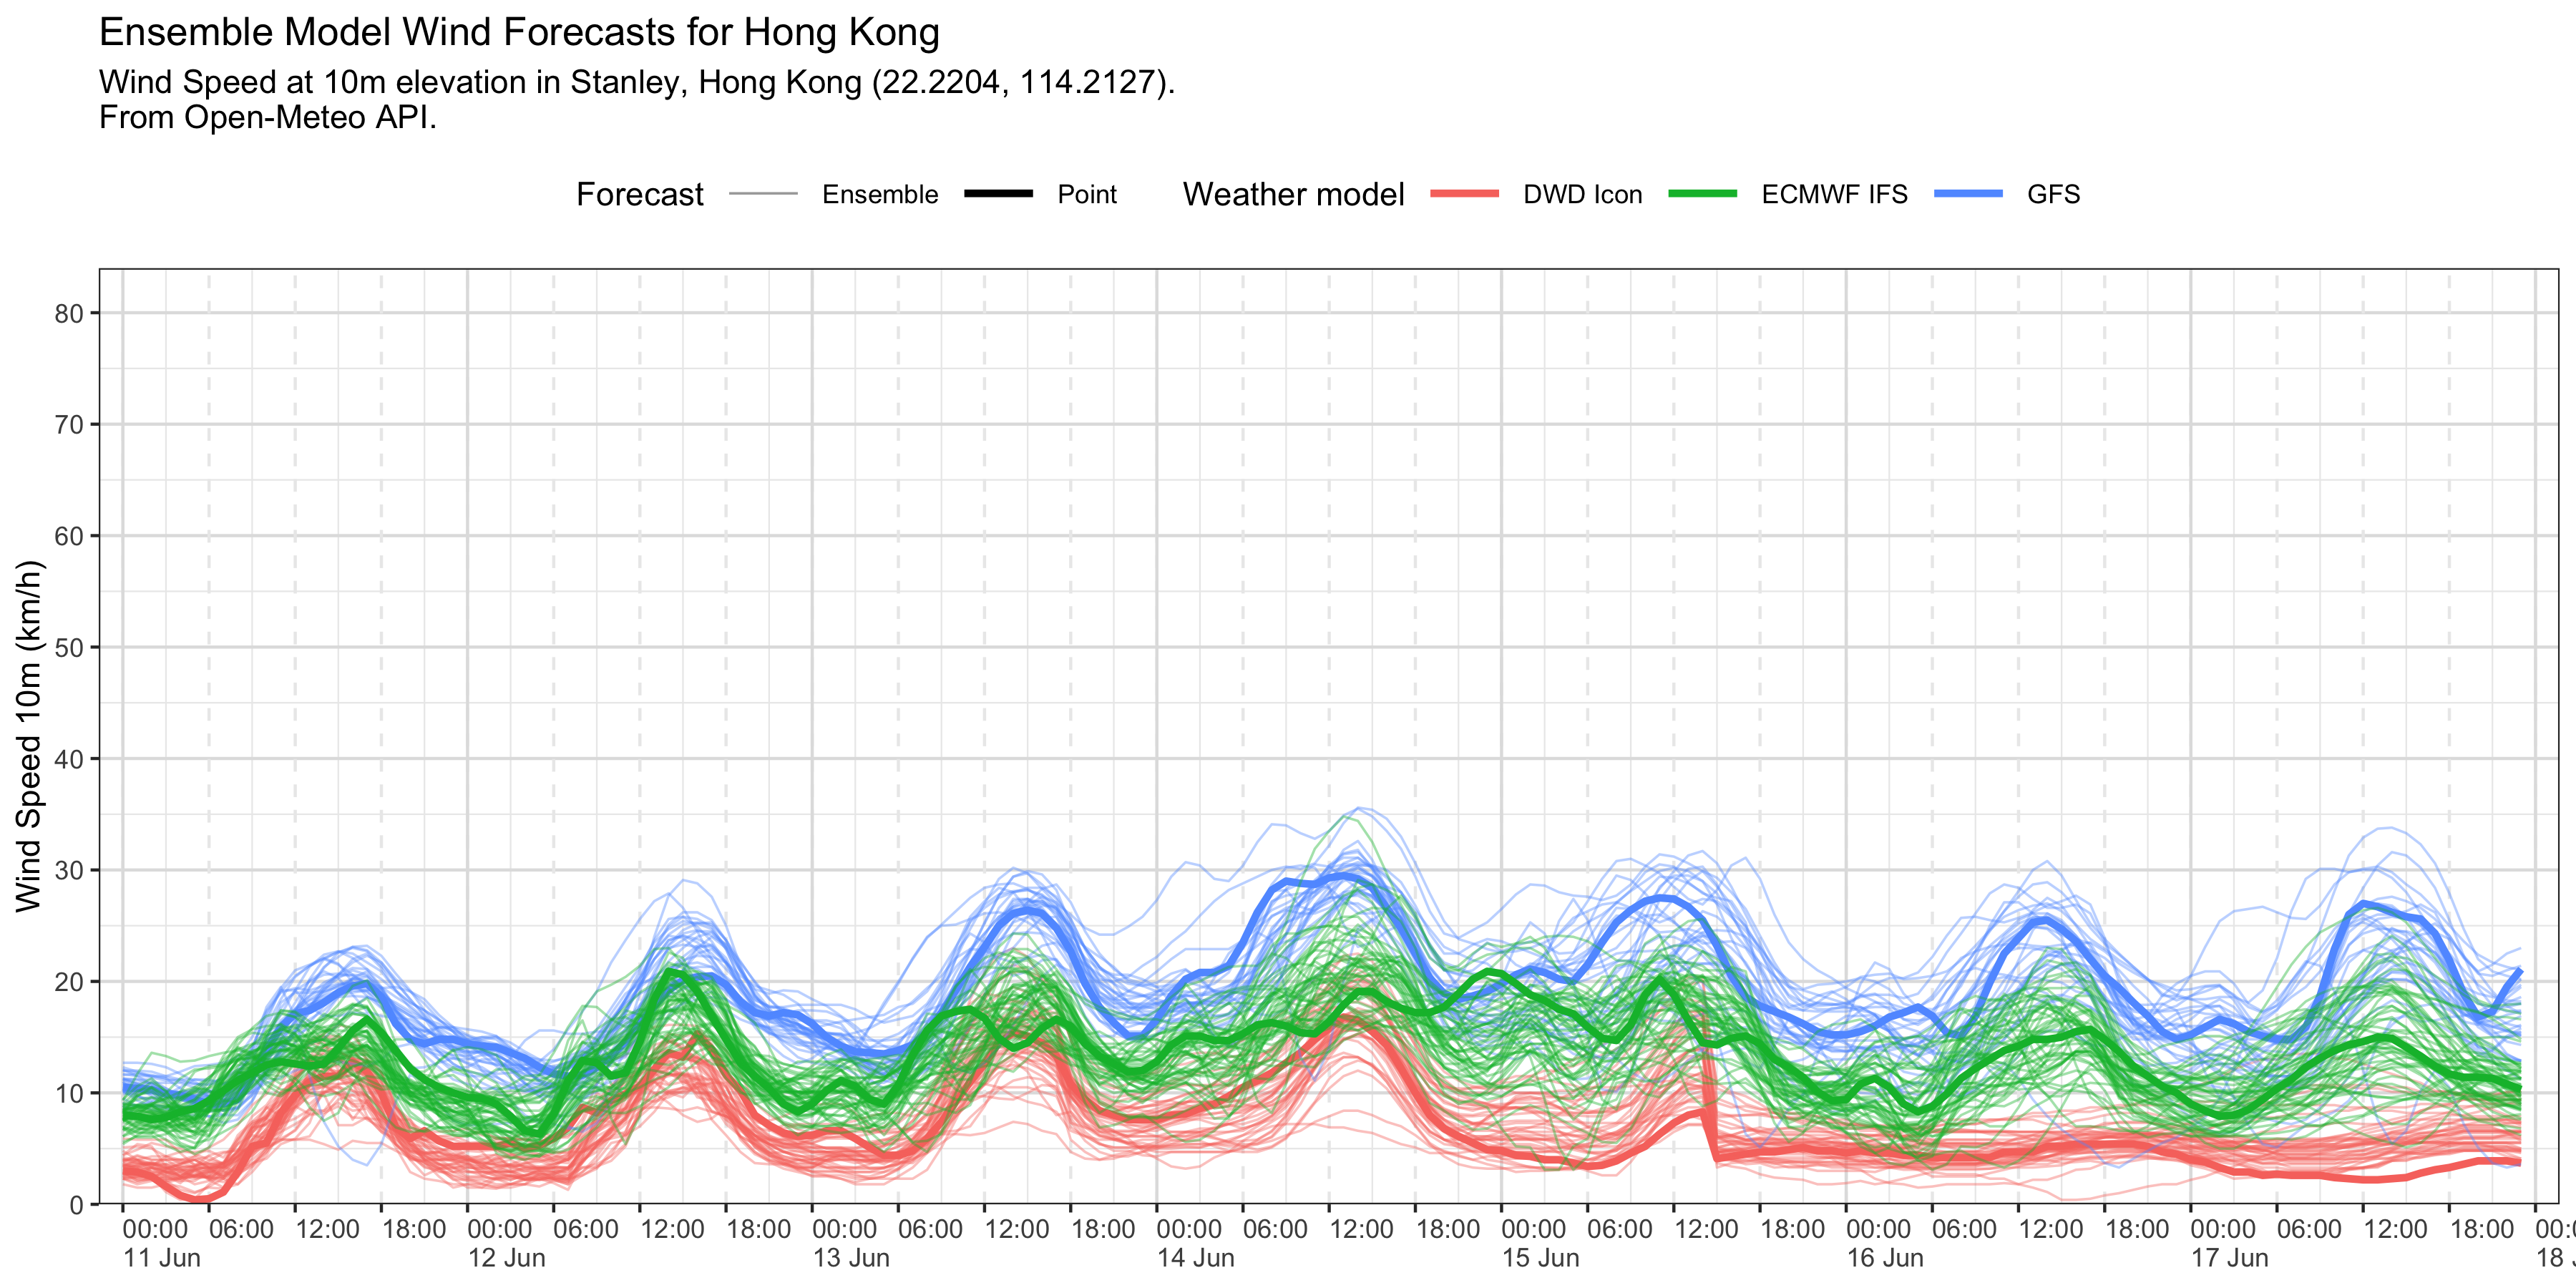 Ensemble Model Wind Forecasts for Hong Kong
Wind Speed at 10m elevation in Stanley, Hong Kong (22.2204, 114.2127).
From Open-Meteo API.
Forecast Ensemble Point Weather model DWD Icon ECMWF IFS GFS
Wind Speed 10m (km/h)
80
70
60
50
40
30
20
10
0
00:00 06:00 12:00 18:00 00:00 06:00 12:00 18:00 00:00 06:00 12:00 18:00 00:00 06:00 12:00 18:00 00:00 06:00 12:00 18:00 00:00 06:00 12:00 18:00 00:00 06:00 12:00 18:00 00:0
11 Jun 12 Jun 13 Jun 14 Jun 15 Jun 16 Jun 17 Jun 18 J